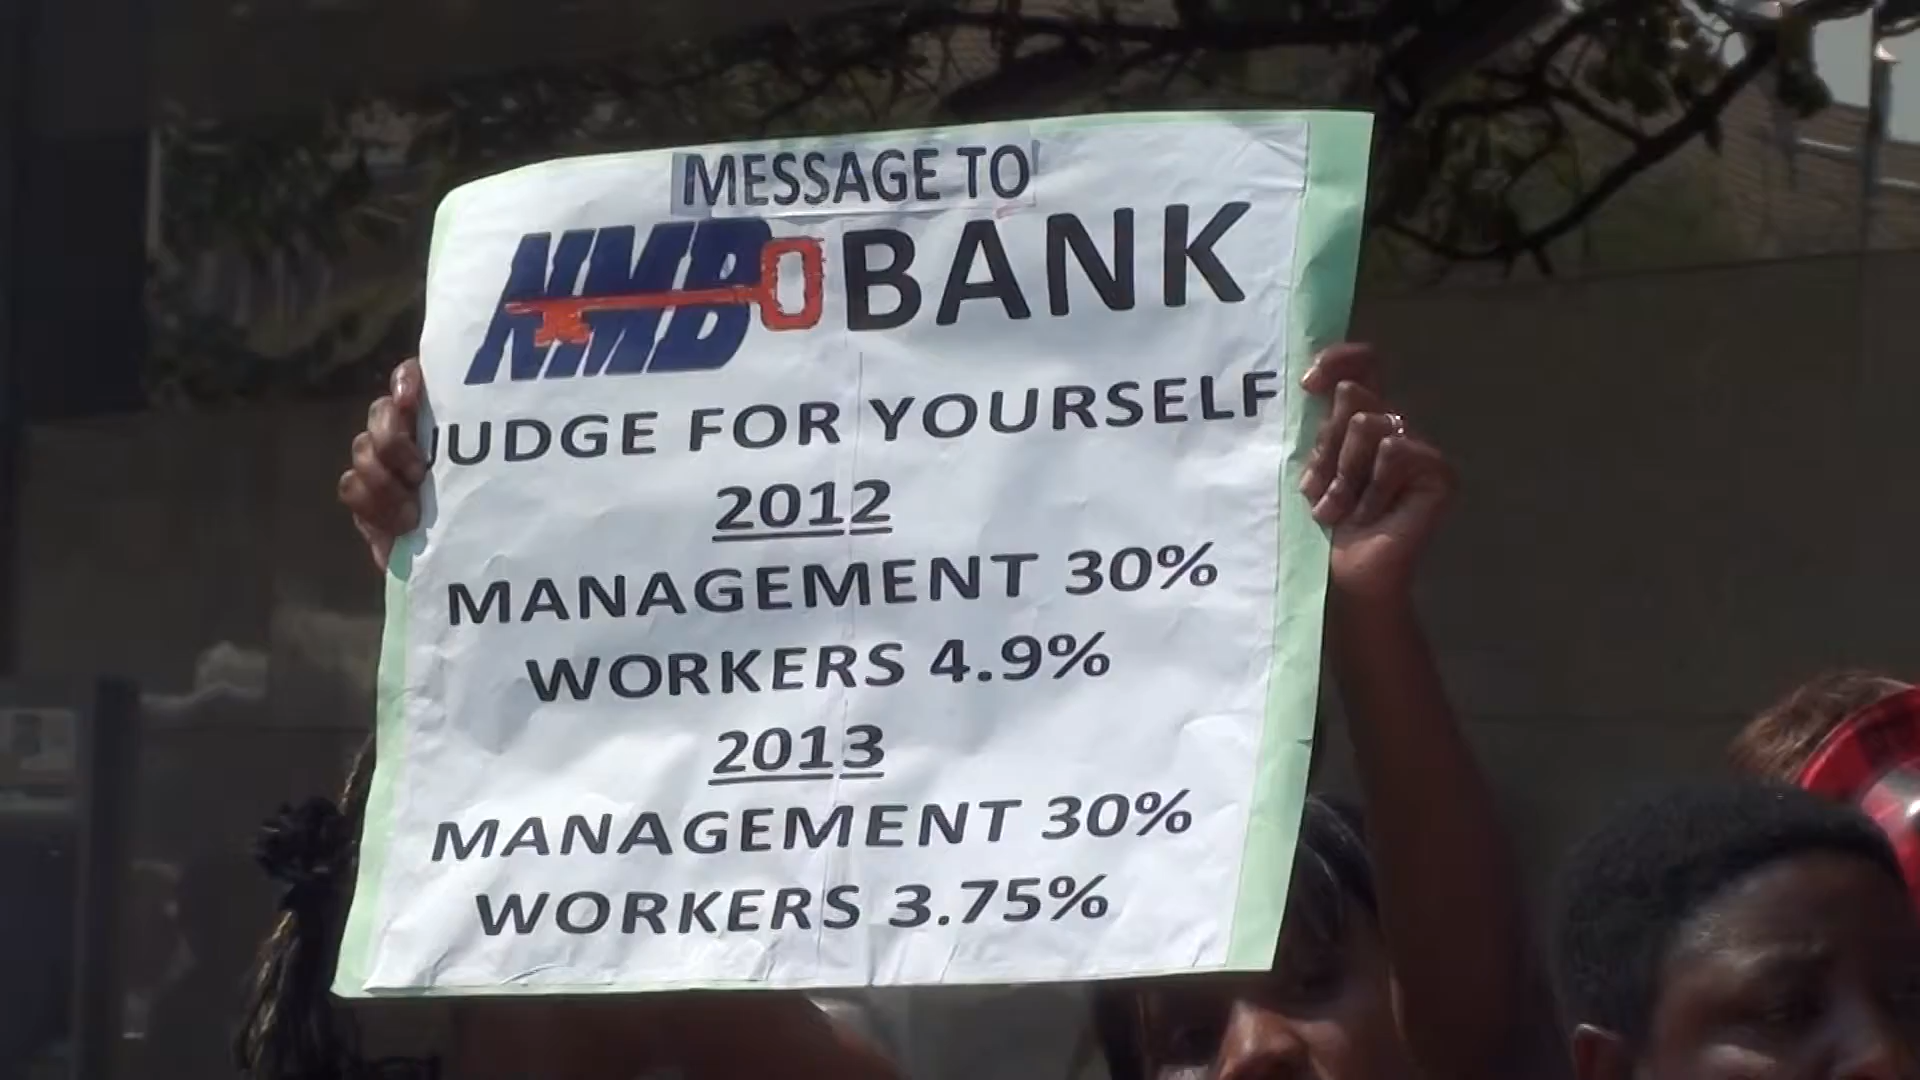 MESSAGE TO
NMB BANK
JUDGE FOR YOURSELF
2012
MANAGEMENT 30%
WORKERS 4.9%
2013
MANAGEMENT 30%
WORKERS 3.75%